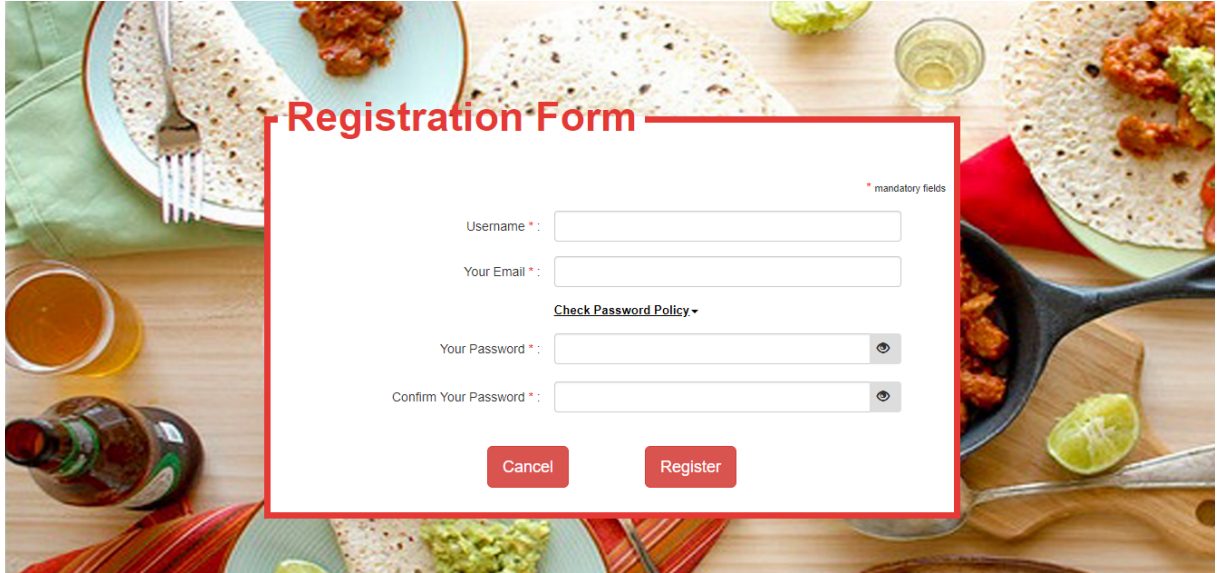 Registration Form
* mandatory fields
Username * :
Your Email * :
Check Password Policy
Your Password * :
Confirm Your Password * :
Cancel Register